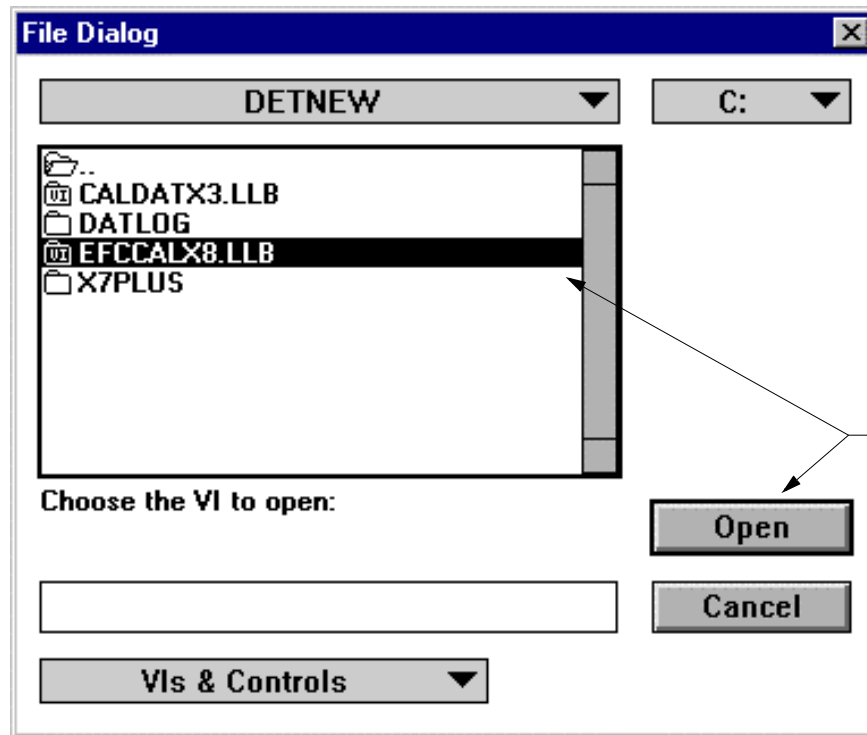 File Dialog
DETNEW
C:
..
CALDATX3.LLB
DATLOG
EFCCALX8.LLB
X7PLUS
Choose the VI to open:
Open
Cancel
VIs & Controls